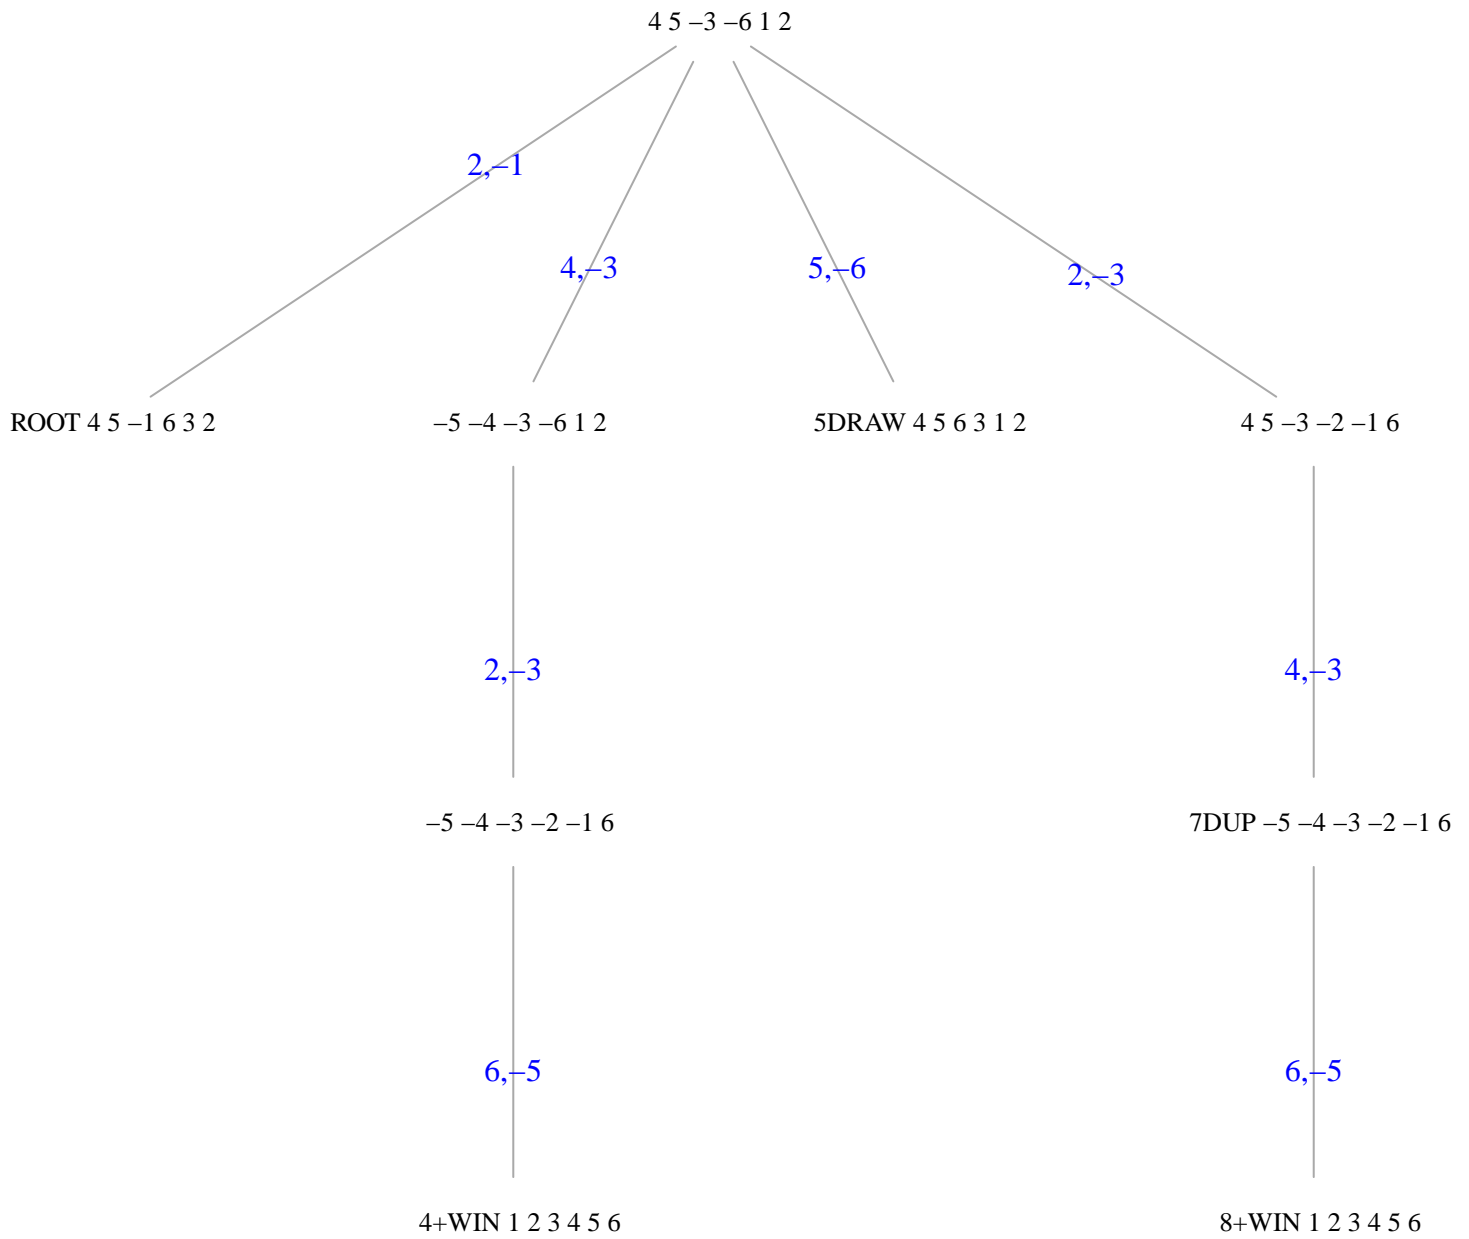 4 5 –3 –6 1 2
2,–1
4,–3
5,–6
2,–3
ROOT 4 5 –1 6 3 2
–5 –4 –3 –6 1 2
5DRAW 4 5 6 3 1 2
4 5 –3 –2 –1 6
2,–3
4,–3
–5 –4 –3 –2 –1 6
7DUP –5 –4 –3 –2 –1 6
6,–5
6,–5
4+WIN 1 2 3 4 5 6
8+WIN 1 2 3 4 5 6